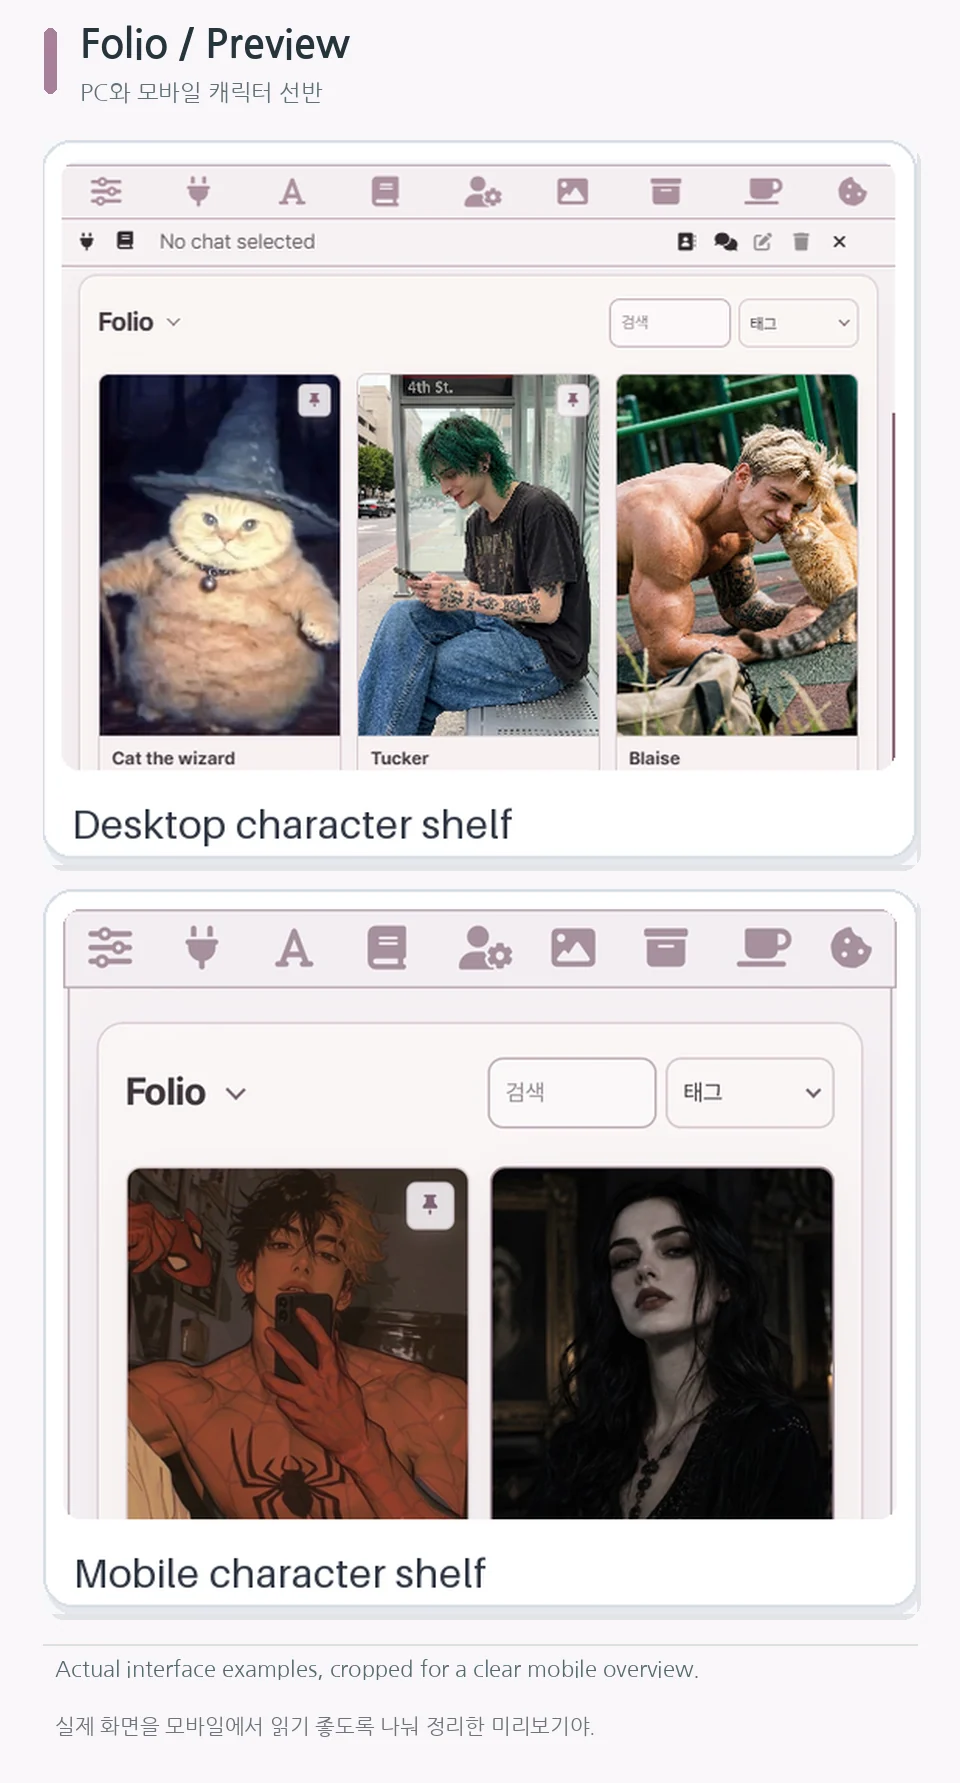 Folio / Preview
PC와 모바일 캐릭터 선반
No chat selected
Folio
검색
태그
4th St.
Cat the wizard
Tucker
Blaise
Desktop character shelf
Folio
검색
태그
Mobile character shelf
Actual interface examples, cropped for a clear mobile overview.
실제 화면을 모바일에서 읽기 좋도록 나눠 정리한 미리보기야.